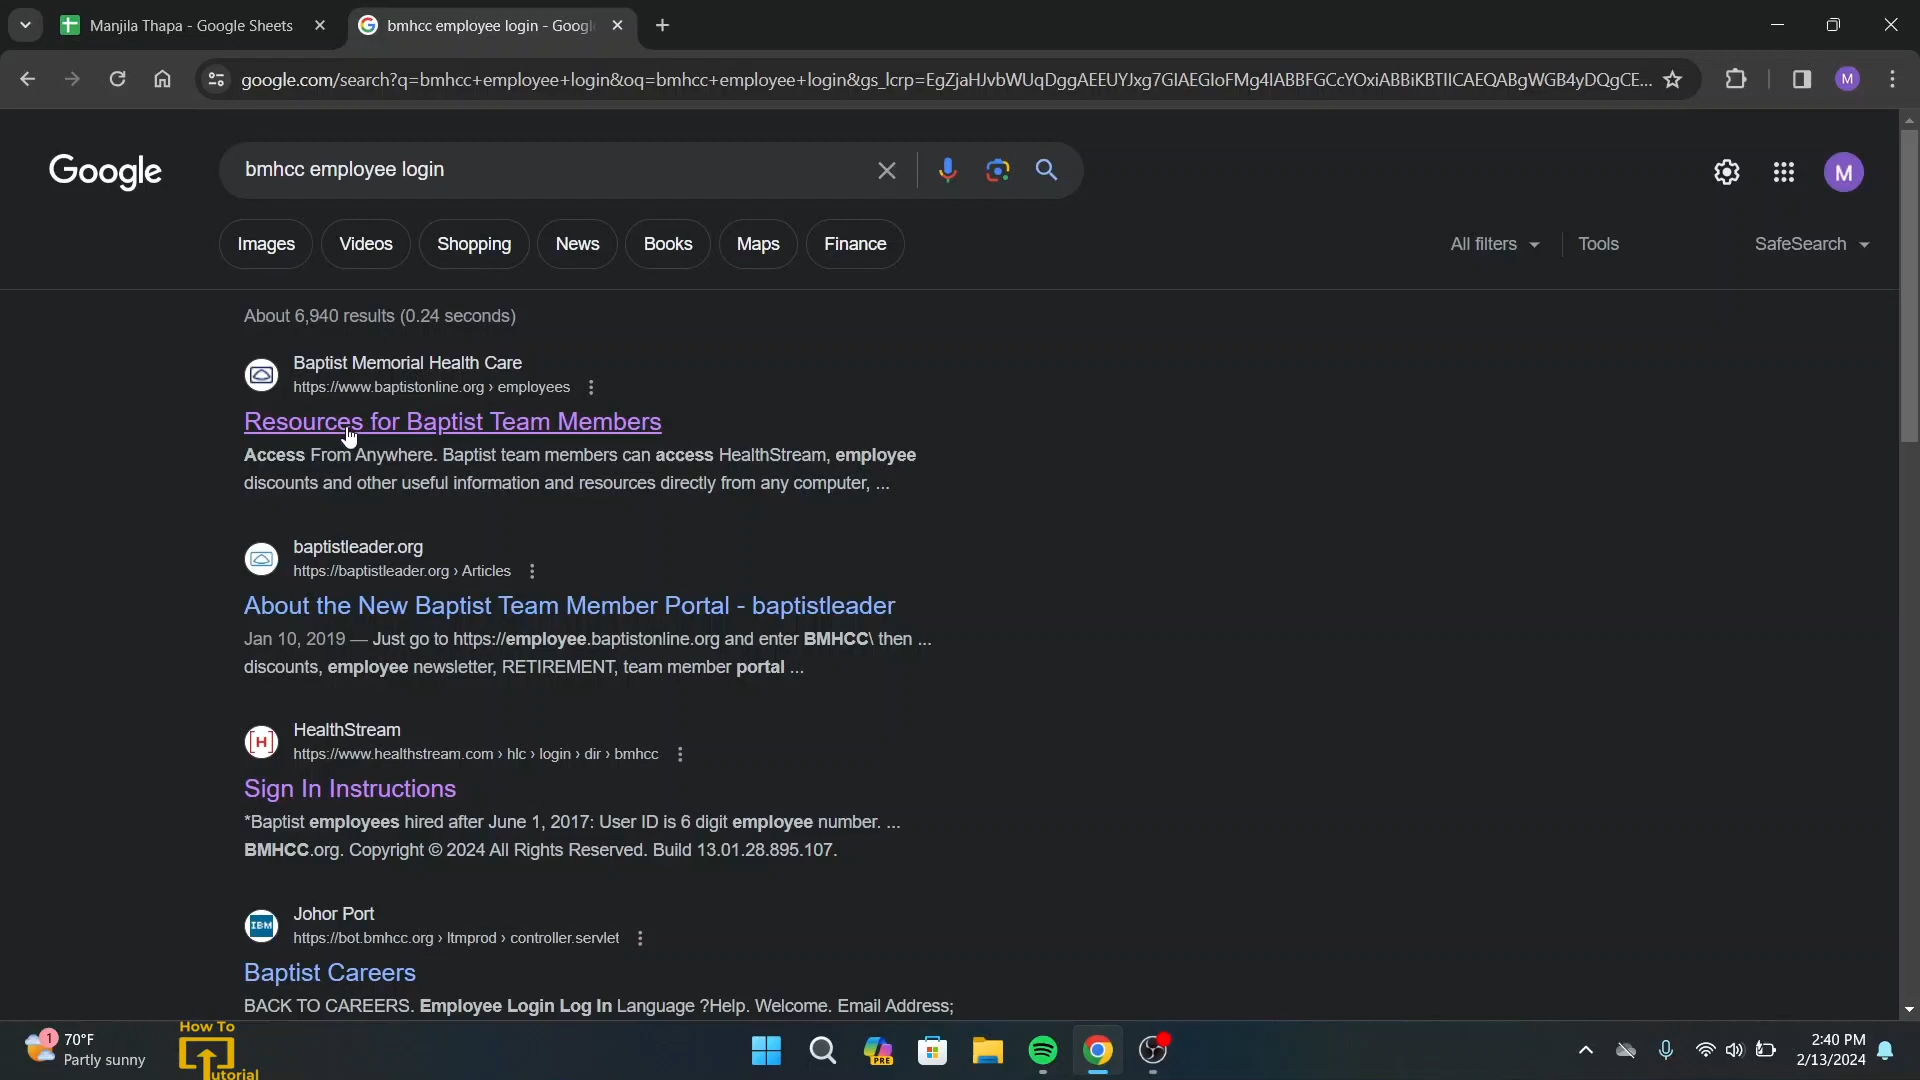 Manjila Thapa - Google Sheets
bmhcc employee login - Googl
google.com/search?q=bmhcc+employee+login&oq=bmhcc+employee+login&gs_lcrp=EgZjaHJvbWUqDggAEEUYJxg7GIAEGIoFMg4IABBFGCcYOxiABBiKBTIICAEQABgWGB4yDQgCE...
M
Google
bmhcc employee login
M
Images
Videos
Shopping
News
Books
Maps
Finance
All filters
Tools
SafeSearch
About 6,940 results (0.24 seconds)
Baptist Memorial Health Care
https://www.baptistonline.org › employees
Resources for Baptist Team Members
Access From Anywhere. Baptist team members can access HealthStream, employee
discounts and other useful information and resources directly from any computer, ...
baptistleader.org
https://baptistleader.org › Articles
About the New Baptist Team Member Portal - baptistleader
Jan 10, 2019 — Just go to https://employee.baptistonline.org and enter BMHCC\ then ...
discounts, employee newsletter, RETIREMENT, team member portal ...
[H]
HealthStream
https://www.healthstream.com › hlc › login › dir › bmhcc
Sign In Instructions
*Baptist employees hired after June 1, 2017: User ID is 6 digit employee number. ...
BMHCC.org. Copyright © 2024 All Rights Reserved. Build 13.01.28.895.107.
IBM
Johor Port
https://bot.bmhcc.org › ltmprod › controller.servlet
Baptist Careers
BACK TO CAREERS. Employee Login Log In Language ?Help. Welcome. Email Address;
1
70°F
Partly sunny
How To
Tutorial
PRE
2:40 PM
2/13/2024